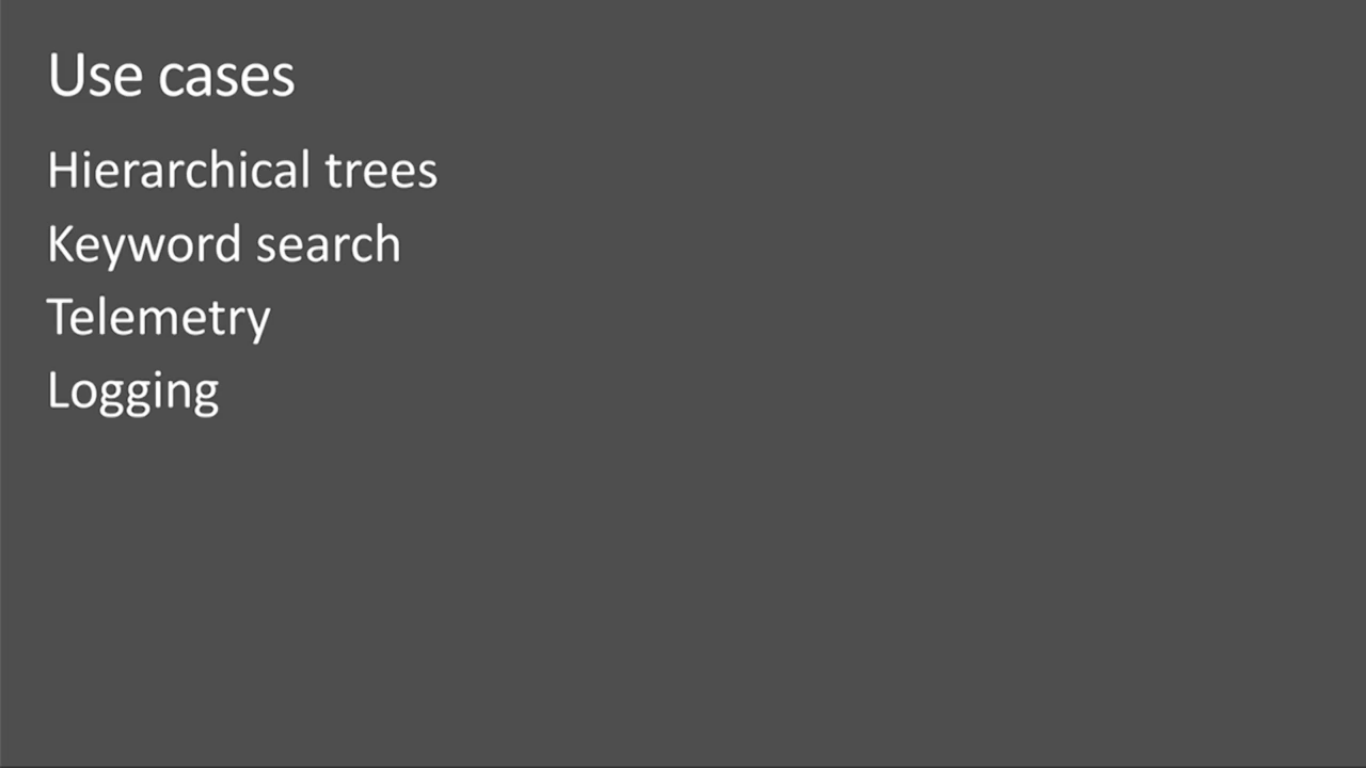 Use cases
Hierarchical trees
Keyword search
Telemetry
Logging